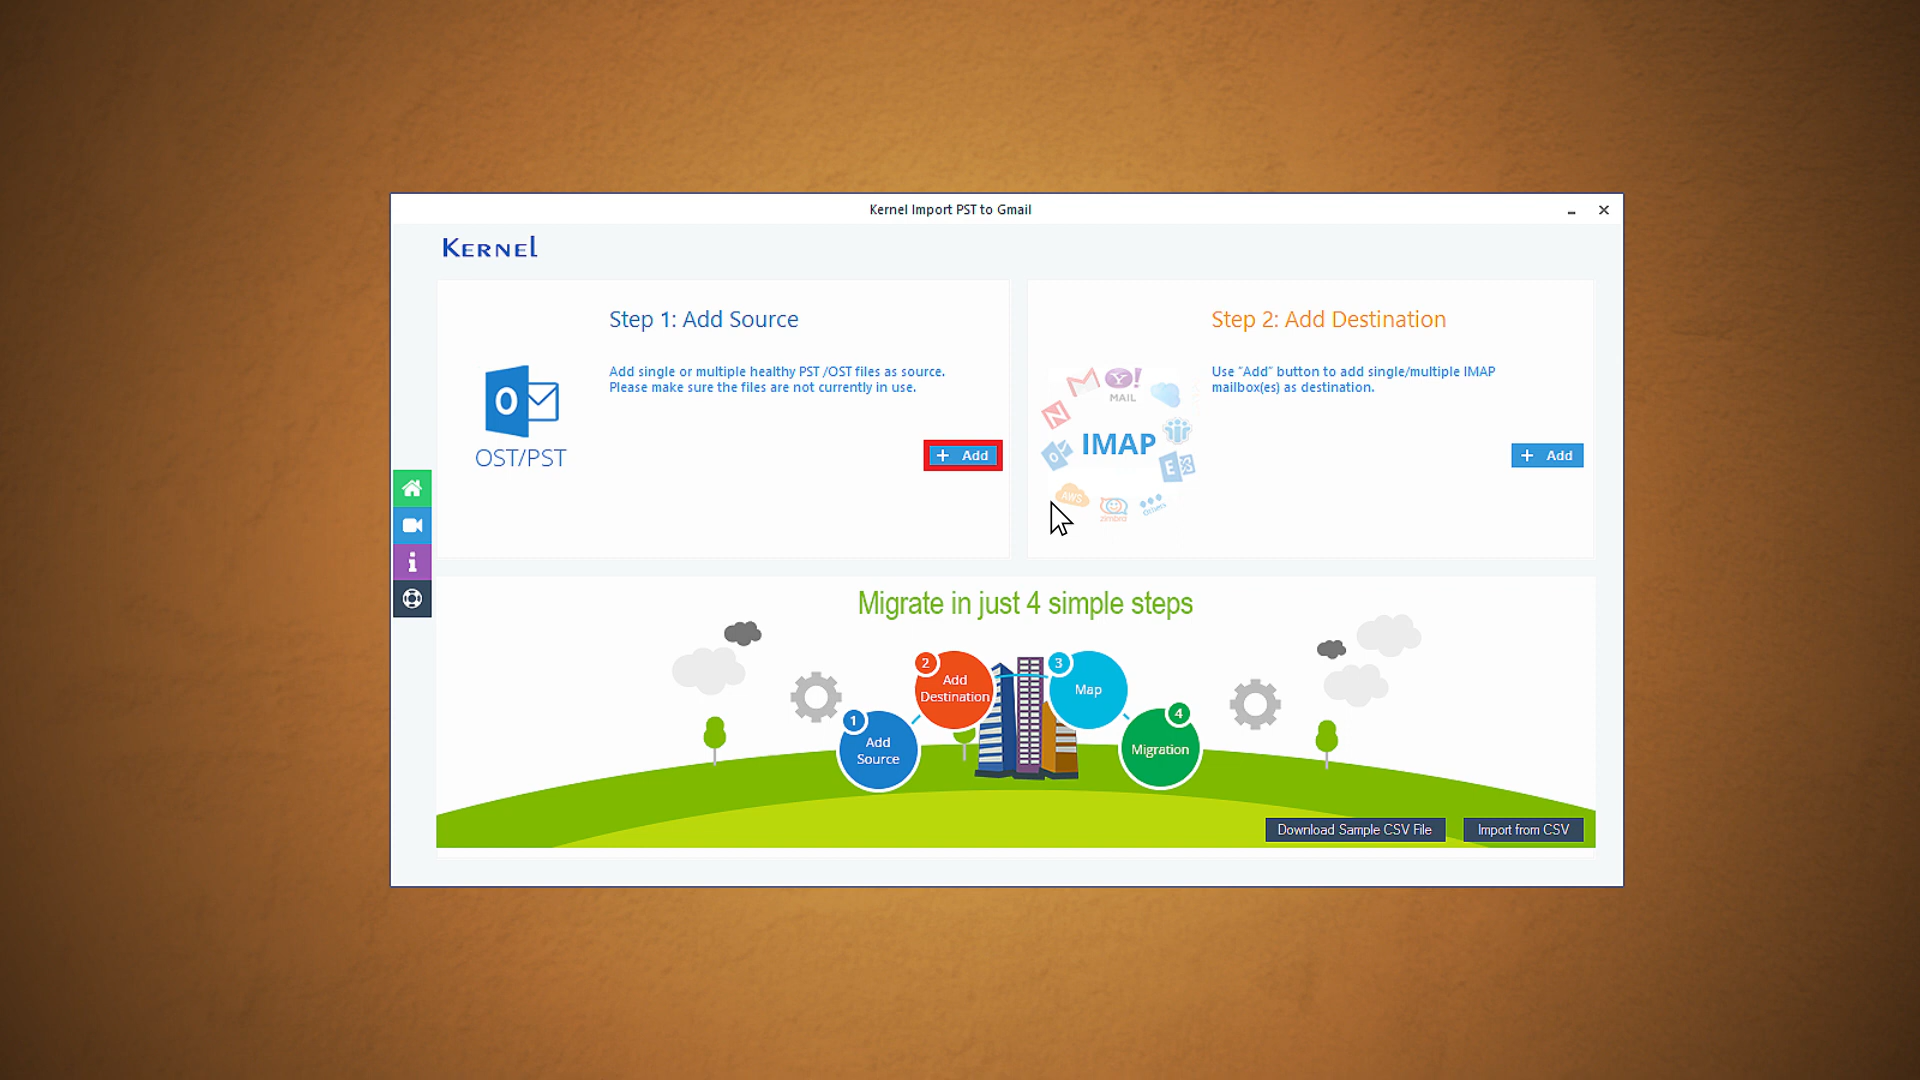 Kernel Import PST to Gmail
KERNEL
Step 1: Add Source
Add single or multiple healthy PST /OST files as source.
Please make sure the files are not currently in use.
OST/PST
+ Add
Step 2: Add Destination
Use "Add" button to add single/multiple IMAP
mailbox(es) as destination.
Y!
MAIL
N
IMAP
O
E
AWS
zimbra
Others
+ Add
Migrate in just 4 simple steps
1
Add
Source
2
Add
Destination
3
Map
4
Migration
Download Sample CSV File
Import from CSV